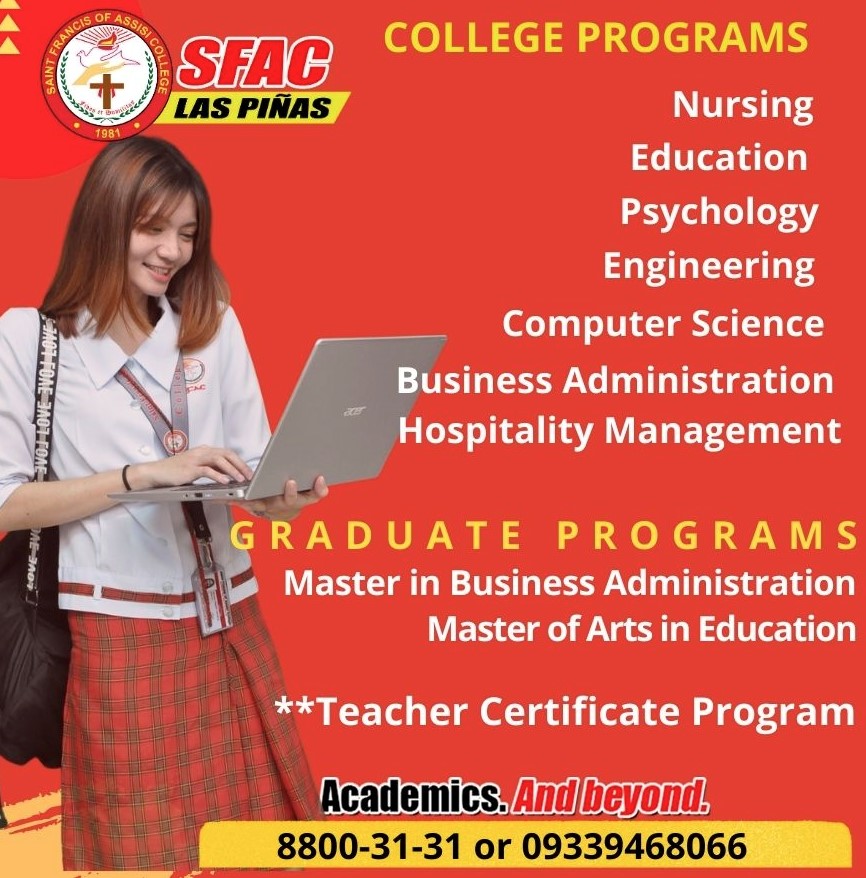 SAINT FRANCIS OF ASSISI COLLEGE
1981
SFAC
LAS PIÑAS
COLLEGE PROGRAMS
Nursing
Education
Psychology
Engineering
Computer Science
Business Administration
Hospitality Management
acer
GRADUATE PROGRAMS
Master in Business Administration
Master of Arts in Education
**Teacher Certificate Program
Academics. And beyond.
8800-31-31 or 09339468066